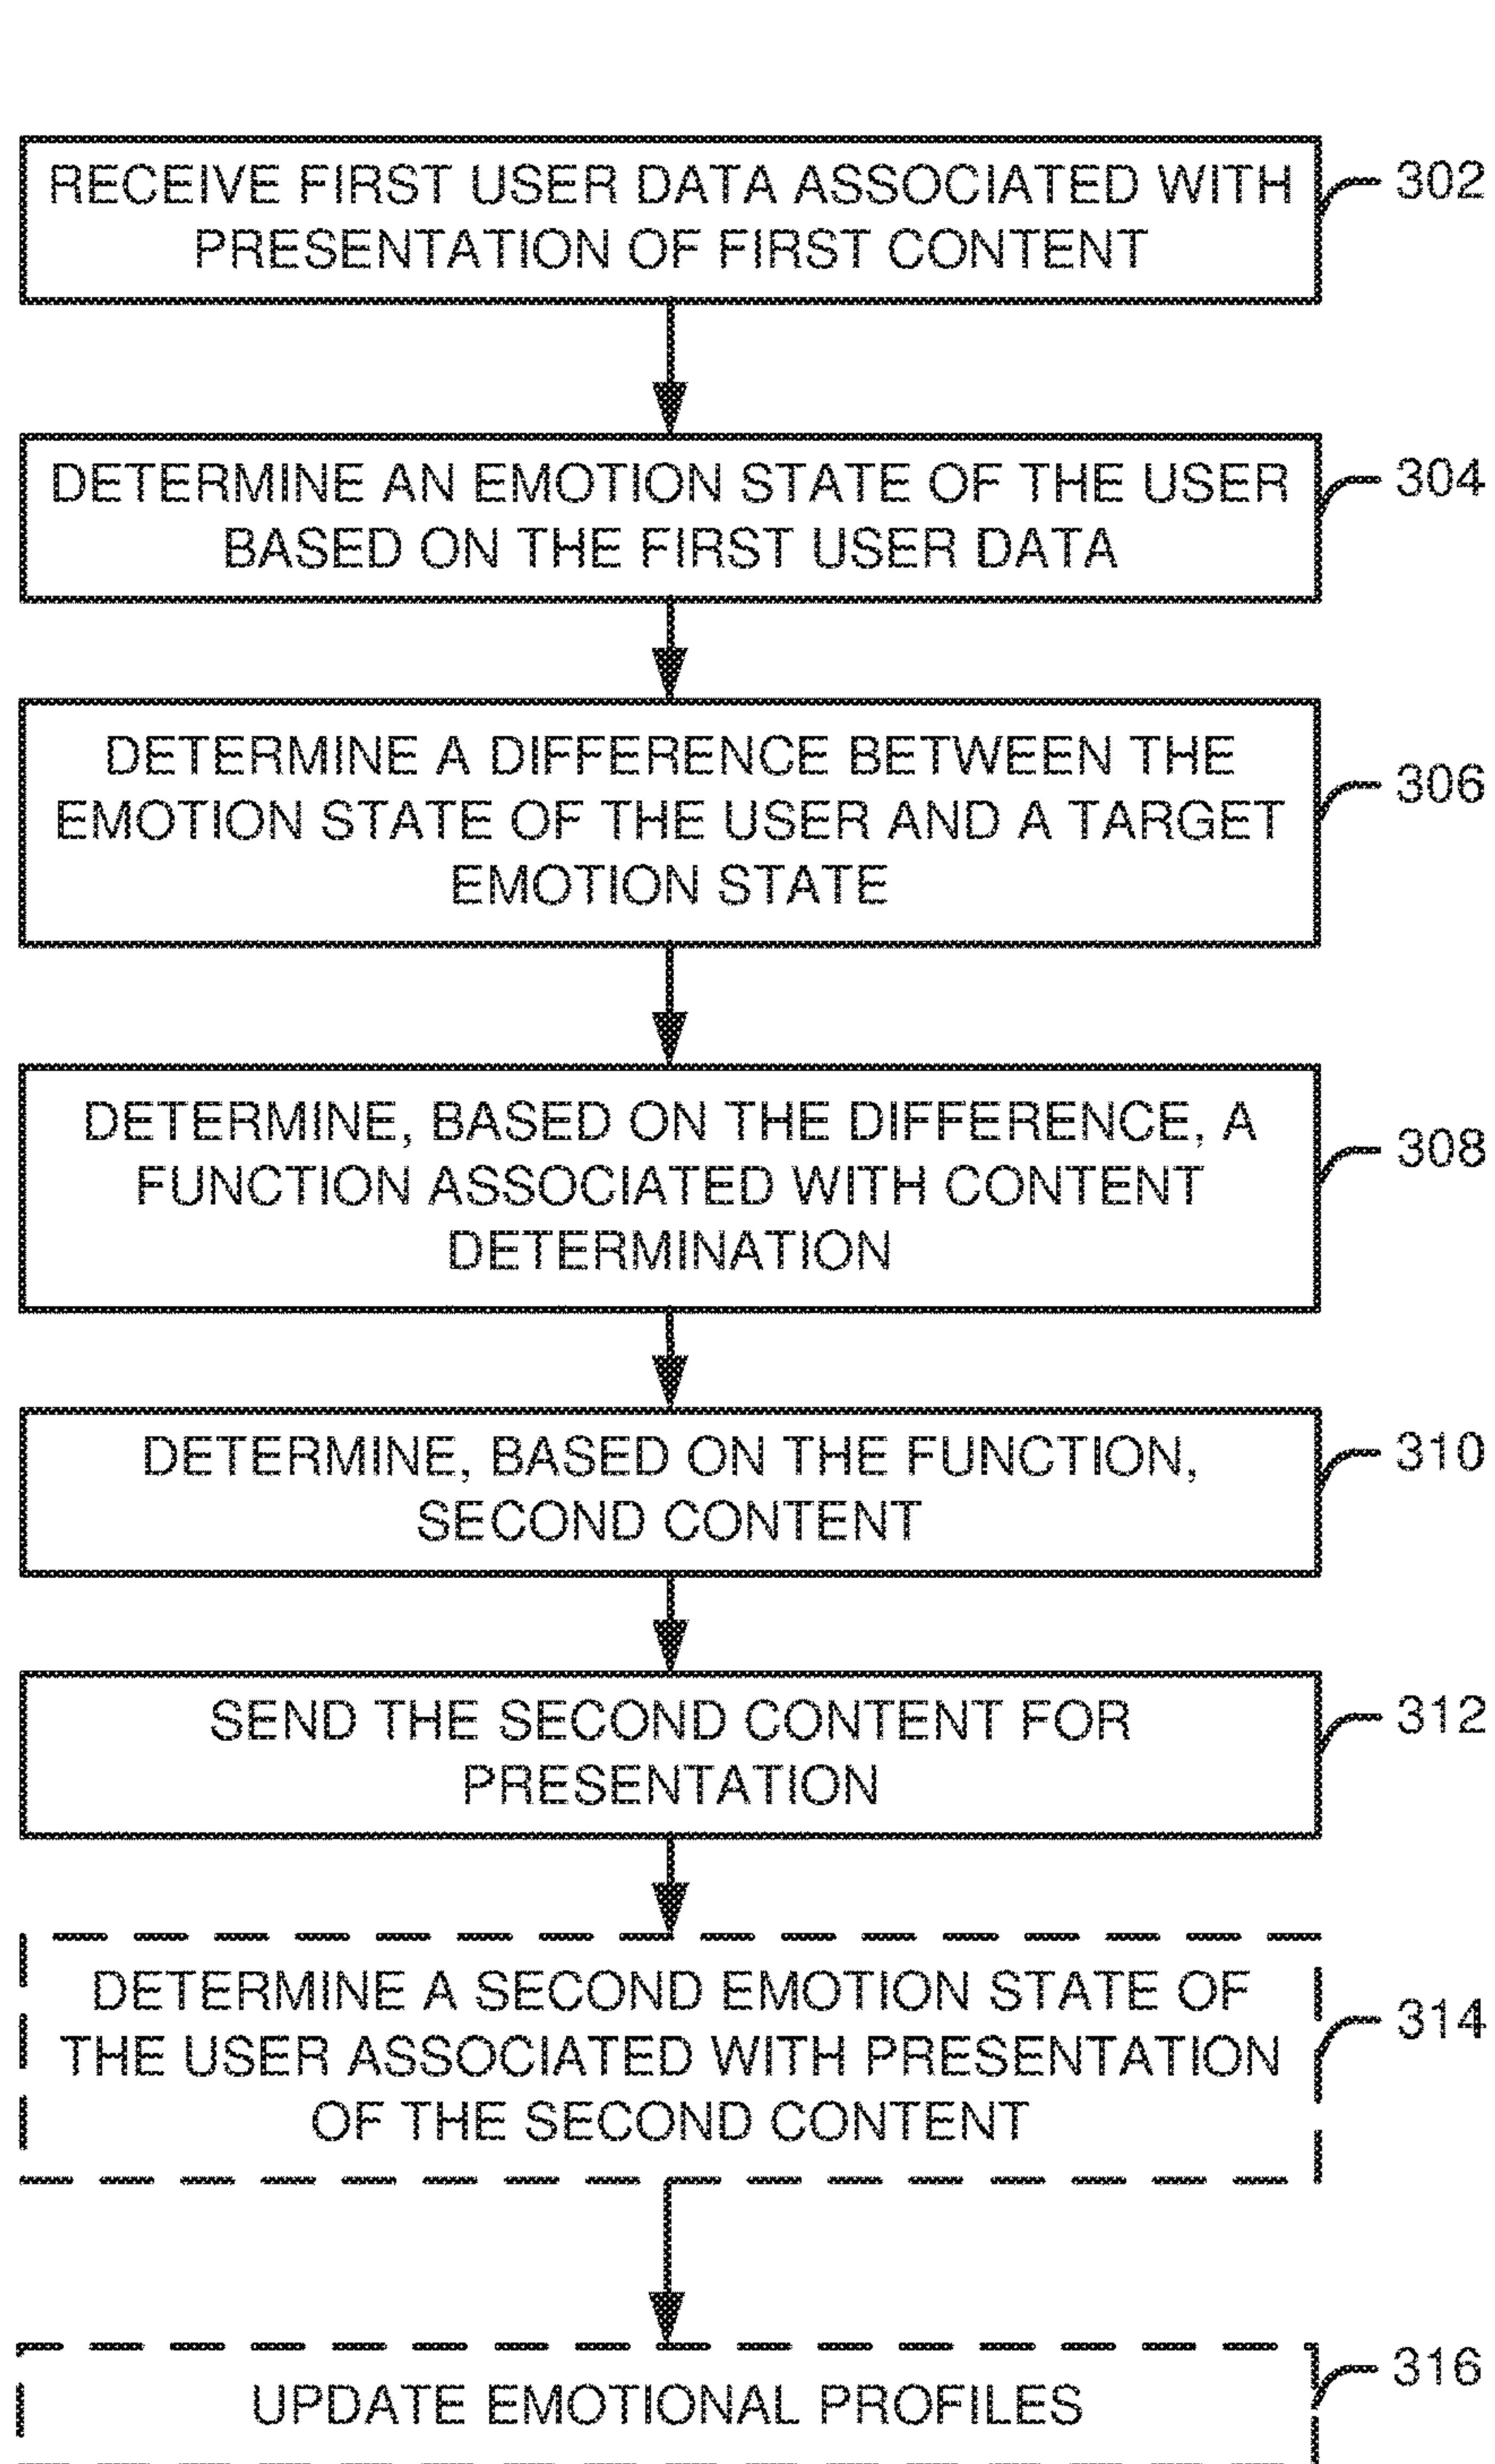 RECEIVE FIRST USER DATA ASSOCIATED WITH
PRESENTATION OF FIRST CONTENT
302
DETERMINE AN EMOTION STATE OF THE USER
BASED ON THE FIRST USER DATA
304
DETERMINE A DIFFERENCE BETWEEN THE
EMOTION STATE OF THE USER AND A TARGET
EMOTION STATE
306
DETERMINE, BASED ON THE DIFFERENCE, A
FUNCTION ASSOCIATED WITH CONTENT
DETERMINATION
308
DETERMINE, BASED ON THE FUNCTION,
SECOND CONTENT
310
SEND THE SECOND CONTENT FOR
PRESENTATION
312
DETERMINE A SECOND EMOTION STATE OF
THE USER ASSOCIATED WITH PRESENTATION
OF THE SECOND CONTENT
314
UPDATE EMOTIONAL PROFILES
316